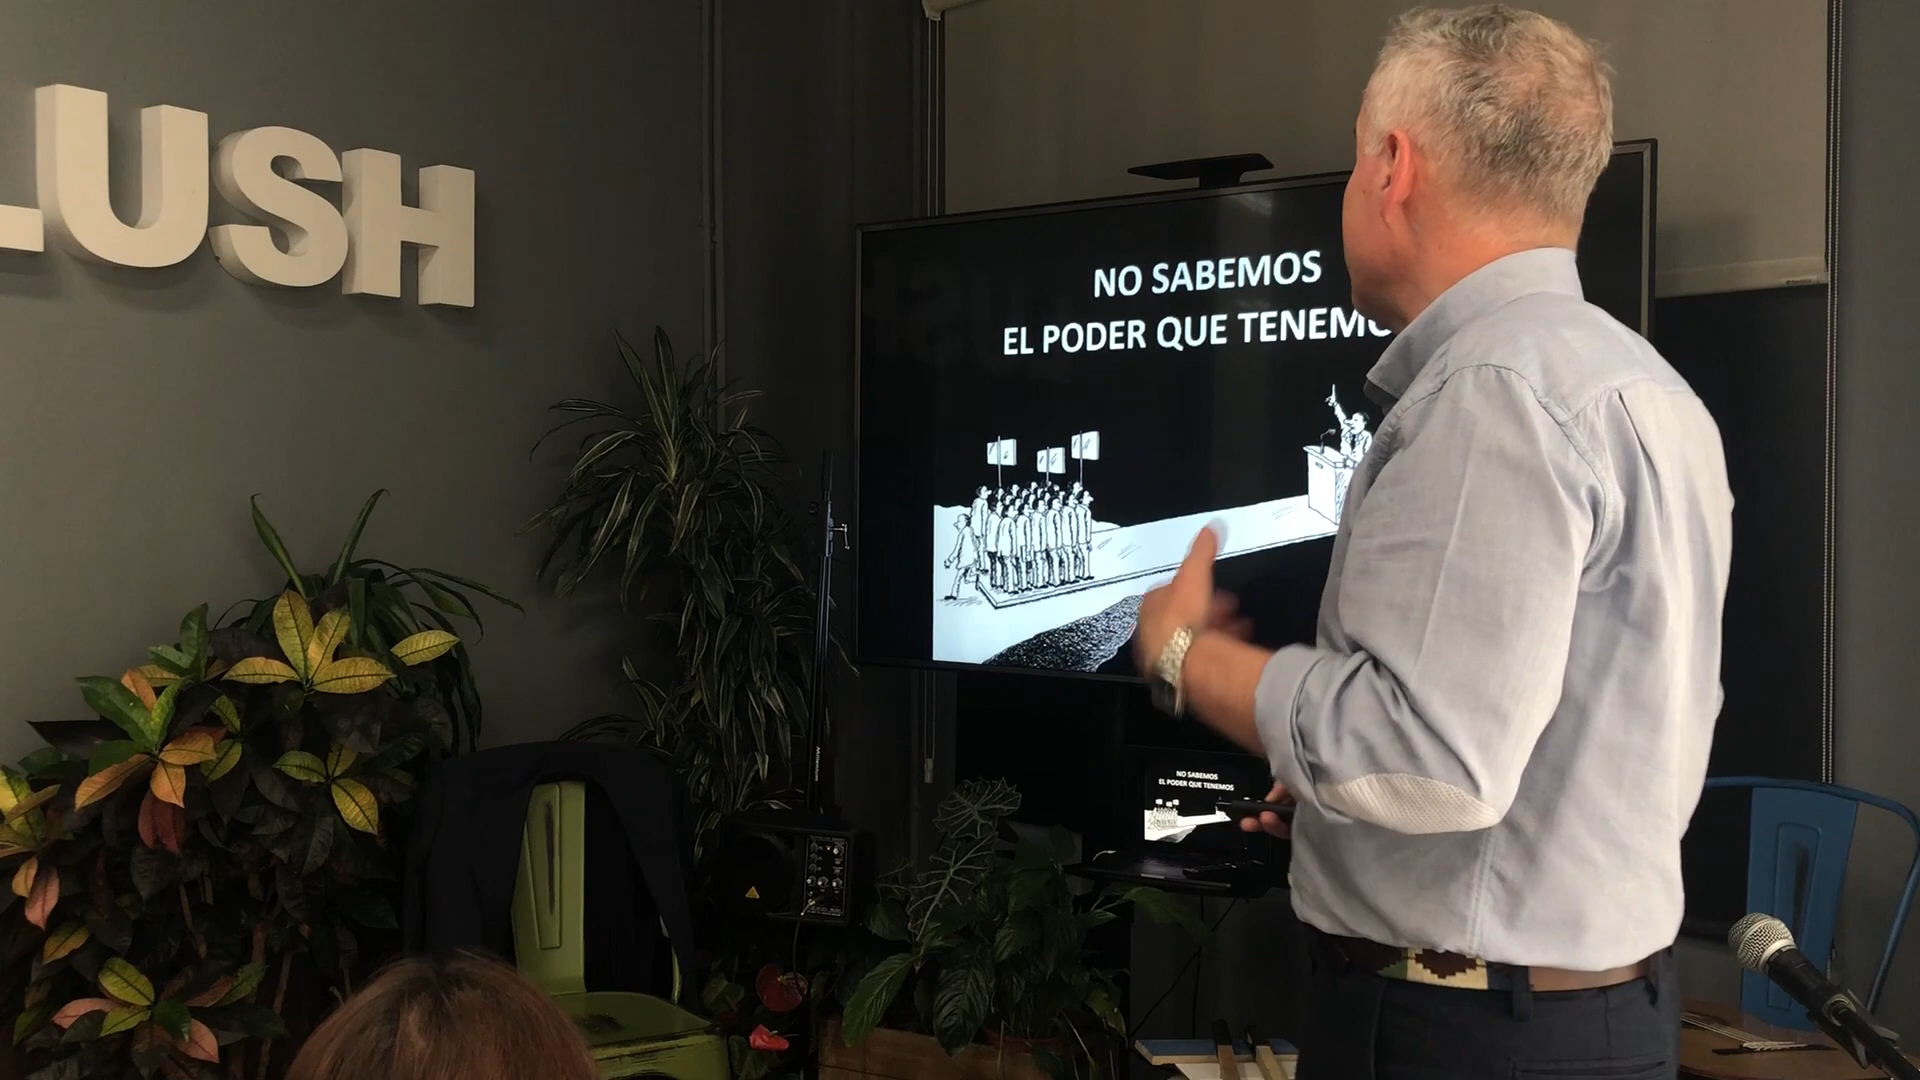 LUSH
NO SABEMOS
EL PODER QUE TENEMO
NO SABEMOS
EL PODER QUE TENEMOS